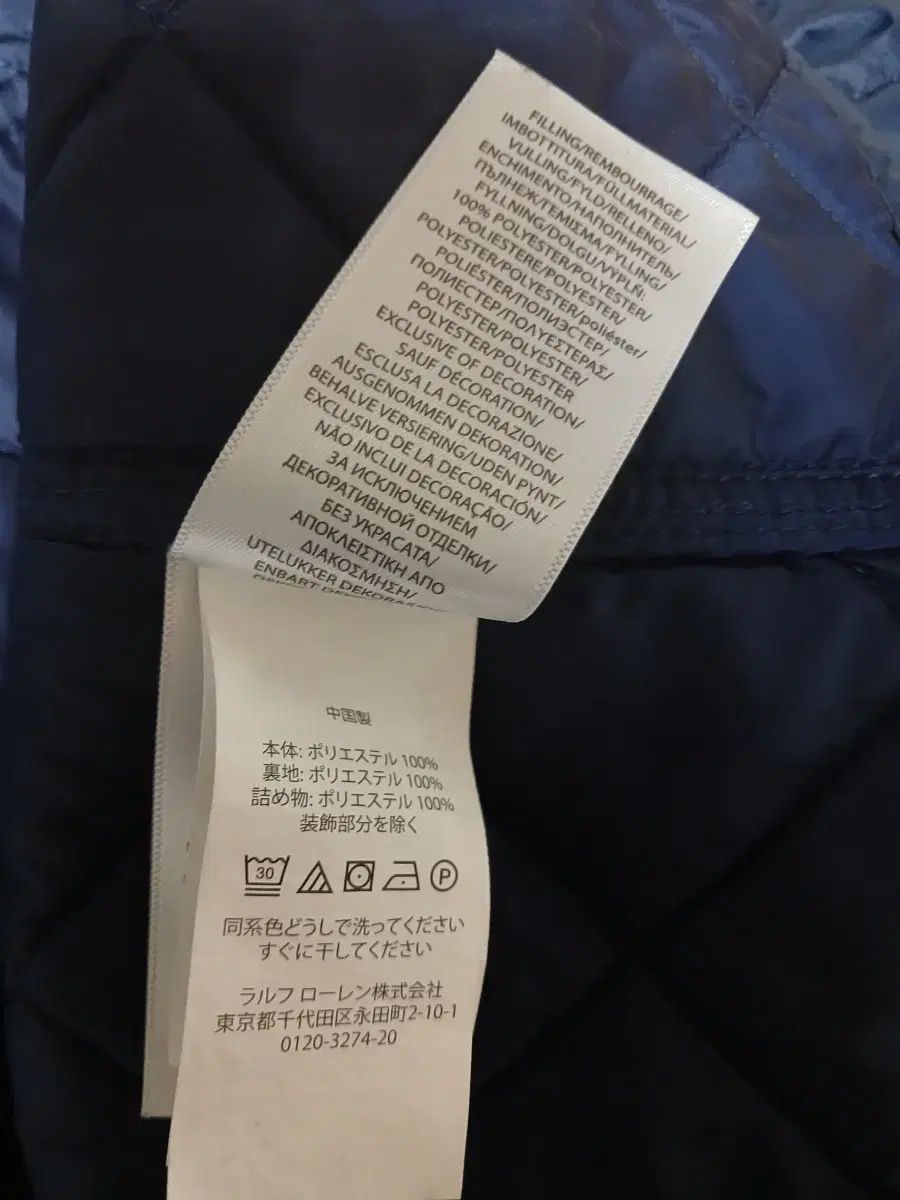 FILLING/REMBOURRAGE/
IMBOTTITURA/FÜLLMATERIAL/
VULLING/FYLD/RELLENO/
ENCHIMENTO/НАПОЛНИТЕЛЬ/
ПЪЛНЕЖ/ΓΕΜΙΣΜΑ/FYLLING/
FYLLNING/DOLGU/VÝPLŇ:
100% POLYESTER/POLYESTER/
POLIESTERE/POLYESTER/
POLYESTER/POLYESTER/poliéster/
POLIÉSTER/ПОЛИЭСТЕР/
ПОЛИЕСТЕР/ΠΟΛΥΕΣΤΕΡΑΣ/
POLYESTER/POLYESTER/
POLYESTER/POLYESTER
EXCLUSIVE OF DECORATION/
SAUF DÉCORATION/
ESCLUSA LA DECORAZIONE/
AUSGENOMMEN DEKORATION/
BEHALVE VERSIERING/UDEN PYNT/
EXCLUSIVO DE LA DECORACIÓN/
NÃO INCLUI DECORAÇÃO/
ЗА ИСКЛЮЧЕНИЕМ
ДЕКОРАТИВНОЙ ОТДЕЛКИ/
БЕЗ УКРАСАТА/
ΑΠΟΚΛΕΙΣΤΙΚΗ ΑΠΟ
ΔΙΑΚΟΣΜΗΣΗ/
UTELUKKER DEKORASJON/
ENBART
中国製
本体: ポリエステル 100%
裏地: ポリエステル 100%
詰め物: ポリエステル 100%
装飾部分を除く
30
P
同系色どうしで洗ってください
すぐに干してください
ラルフ ローレン株式会社
東京都千代田区永田町2-10-1
0120-3274-20